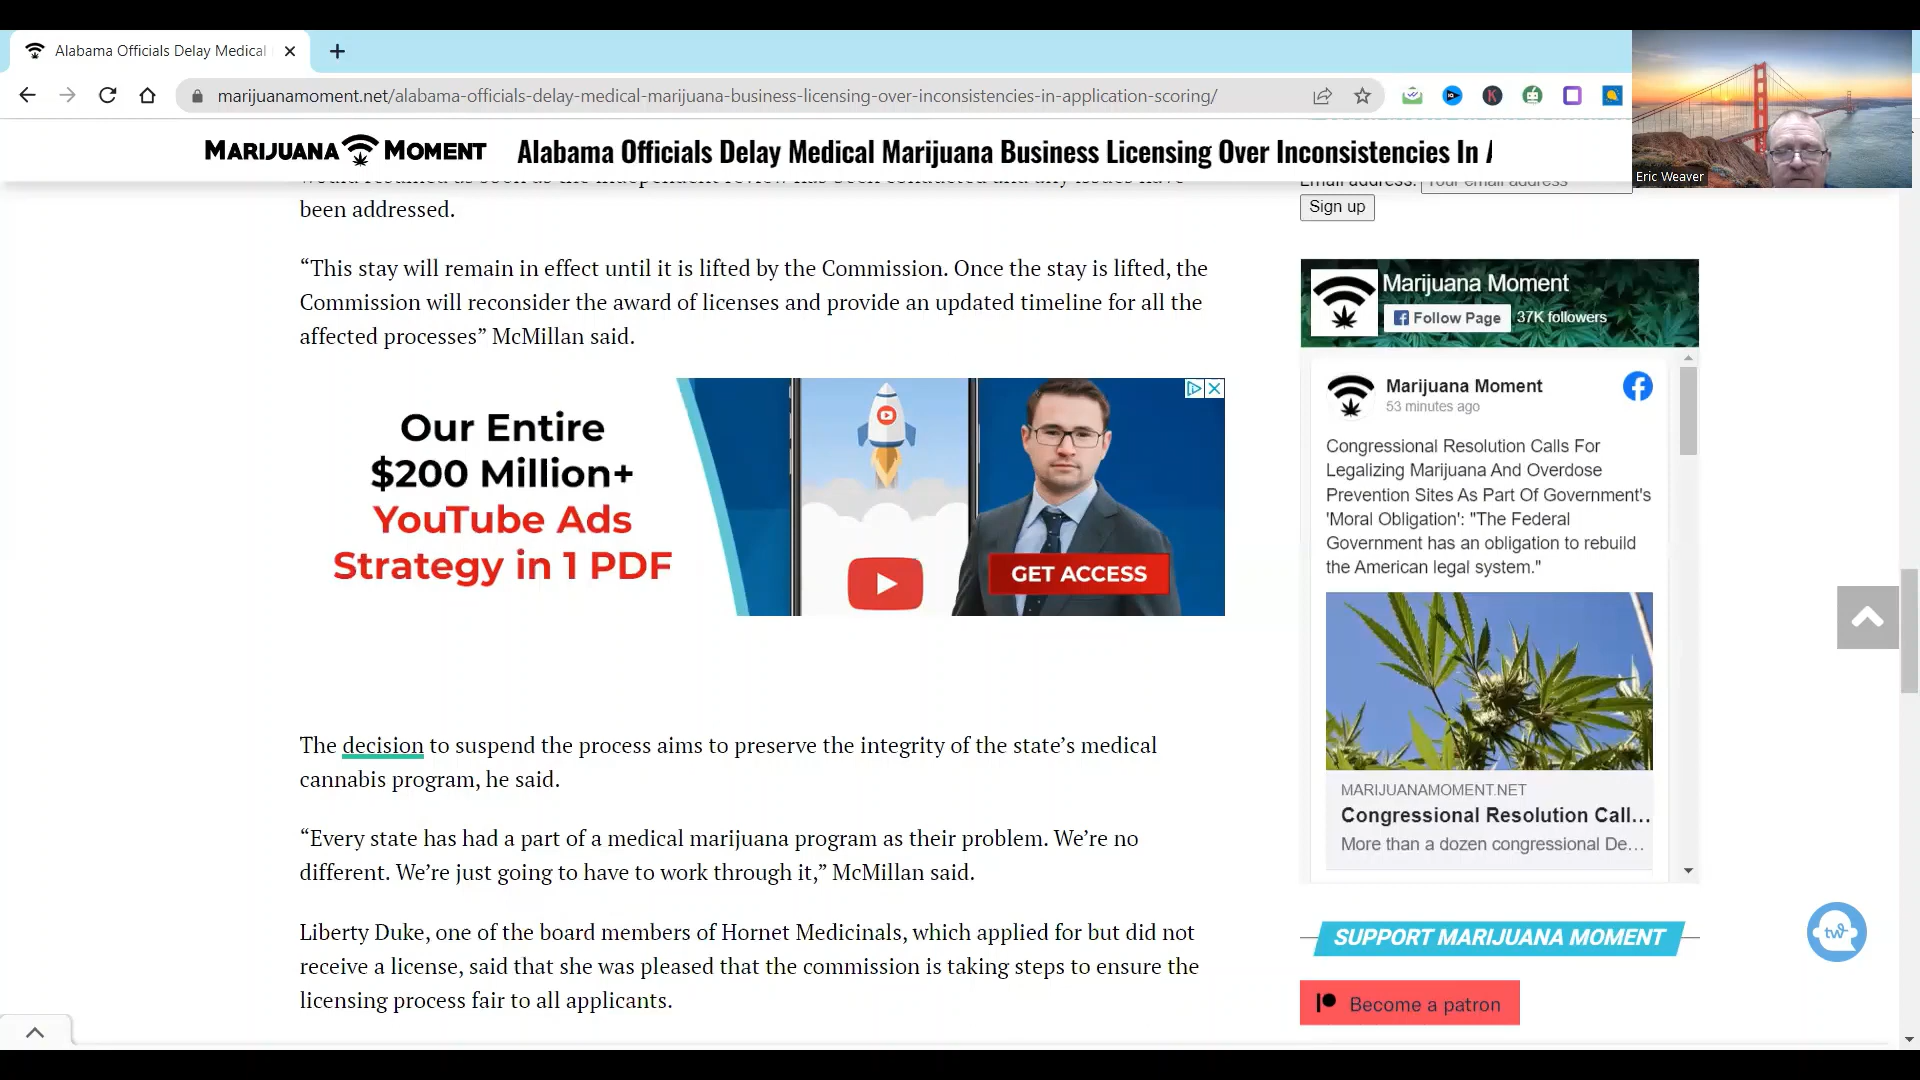 Alabama Officials Delay Medical
marijuanamoment.net/alabama-officials-delay-medical-marijuana-business-licensing-over-inconsistencies-in-application-scoring/
MARIJUANA MOMENT
Alabama Officials Delay Medical Marijuana Business Licensing Over Inconsistencies In A
Eric Weaver
been addressed.
“This stay will remain in effect until it is lifted by the Commission. Once the stay is lifted, the
Commission will reconsider the award of licenses and provide an updated timeline for all the
affected processes” McMillan said.
Our Entire
$200 Million+
YouTube Ads
Strategy in 1 PDF
GET ACCESS
The decision to suspend the process aims to preserve the integrity of the state’s medical
cannabis program, he said.
“Every state has had a part of a medical marijuana program as their problem. We’re no
different. We’re just going to have to work through it,” McMillan said.
Liberty Duke, one of the board members of Hornet Medicinals, which applied for but did not
receive a license, said that she was pleased that the commission is taking steps to ensure the
licensing process fair to all applicants.
Email address: Your email address
Sign up
Marijuana Moment
Follow Page 37K followers
Marijuana Moment
53 minutes ago
Congressional Resolution Calls For
Legalizing Marijuana And Overdose
Prevention Sites As Part Of Government's
'Moral Obligation': "The Federal
Government has an obligation to rebuild
the American legal system."
MARIJUANAMOMENT.NET
Congressional Resolution Call...
More than a dozen congressional De...
SUPPORT MARIJUANA MOMENT
Become a patron
tw